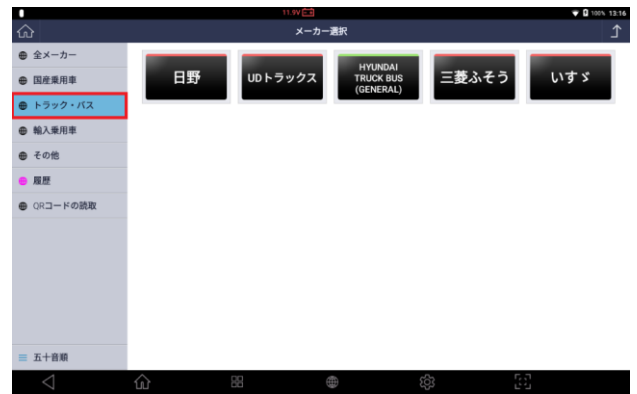 11.9V
100% 13:16
メーカー選択
全メーカー
国産乗用車
トラック・バス
輸入乗用車
その他
履歴
QRコードの読取
五十音順
日野
UDトラックス
HYUNDAI
TRUCK BUS
(GENERAL)
三菱ふそう
いすゞ